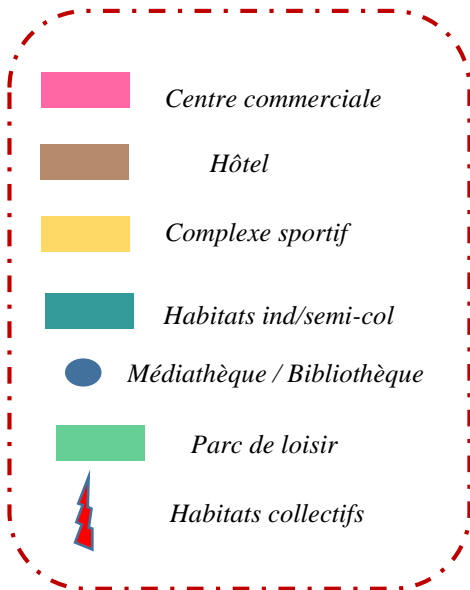 Centre commerciale
Hôtel
Complexe sportif
Habitats ind/semi-col
Médiathèque / Bibliothèque
Parc de loisir
Habitats collectifs